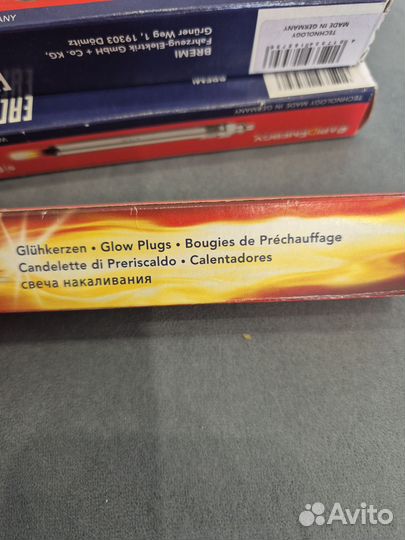 BREMI
Fahrzeug-Elektrik GmbH + Co. KG,
Grüner Weg 1, 19303 Dömitz
BREMI
TECHNOLOGY
MADE IN GERMANY
TECHNOLOGY MADE IN GERMANY
Glühkerzen • Glow Plugs • Bougies de Préchauffage
Candelette di Preriscaldo • Calentadores
свеча накаливания
Avito